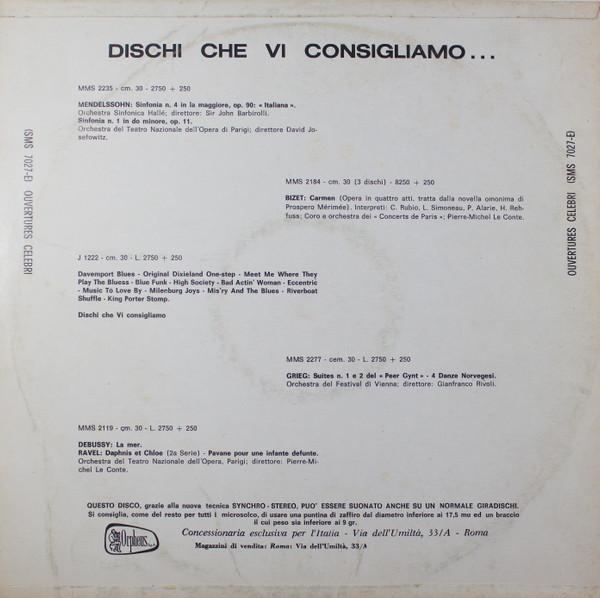 DISCHI CHE VI CONSIGLIAMO...
MMS 2235 - cm. 30 - 2750 + 250
MENDELSSOHN: Sinfonia n. 4 in la maggiore, op. 90: « Italiana ».
Orchestra Sinfonica Hallé; direttore: Sir John Barbirolli.
Sinfonia n. 1 in do minore, op. 11.
Orchestra del Teatro Nazionale dell'Opera di Parigi; direttore David Jo-
sefowitz.
MMS 2184 - cm. 30 (3 dischi) - 8250 + 250
BIZET: Carmen (Opera in quattro atti, tratta dalla novella omonima di
Prospero Mérimée). Interpreti: C. Rubio, L. Simoneau, P. Alarie, H. Reh-
fuss; Coro e orchestra dei « Concerts de Paris »; Pierre-Michel Le Conte.
J 1222 - cm. 30 - L. 2750 + 250
Davenport Blues - Original Dixieland One-step - Meet Me Where They
Play The Bluess - Blue Funk - High Society - Bad Actin' Woman - Eccentric
- Music To Love By - Milenburg Joys - Mis'ry And The Blues - Riverboat
Shuffle - King Porter Stomp.
Dischi che Vi consigliamo
MMS 2277 - cem. 30 - L. 2750 + 250
GRIEG: Suites n. 1 e 2 del « Peer Gynt » - 4 Danze Norvegesi.
Orchestra del Festival di Vienna; direttore: Gianfranco Rivoli.
MMS 2119 - cm. 30 - L. 2750 + 250
DEBUSSY: La mer.
RAVEL: Daphnis et Chloe (2a Serie) - Pavane pour une infante defunte.
Orchestra del Teatro Nazionale dell'Opera, Parigi; direttore: Pierre-Mi-
chel Le Conte.
QUESTO DISCO, grazie alla nuova tecnica SYNCHRO-STEREO, PUO' ESSERE SUONATO ANCHE SU UN NORMALE GIRADISCHI.
Si consiglia, come del resto per tutti i microsolco, di usare una puntina di zaffiro dal diametro inferiore ai 17,5 mu ed un braccio
il cui peso sia inferiore ai 9 gr.
Orpheus
Concessionaria esclusiva per l'Italia - Via dell'Umiltà, 33/A - Roma
Magazzini di vendita: Roma: Via dell'Umiltà, 33/A
(SMS 7027-E) OUVERTURES CELEBRI
OUVERTURES CELEBRI (SMS 7027-E)